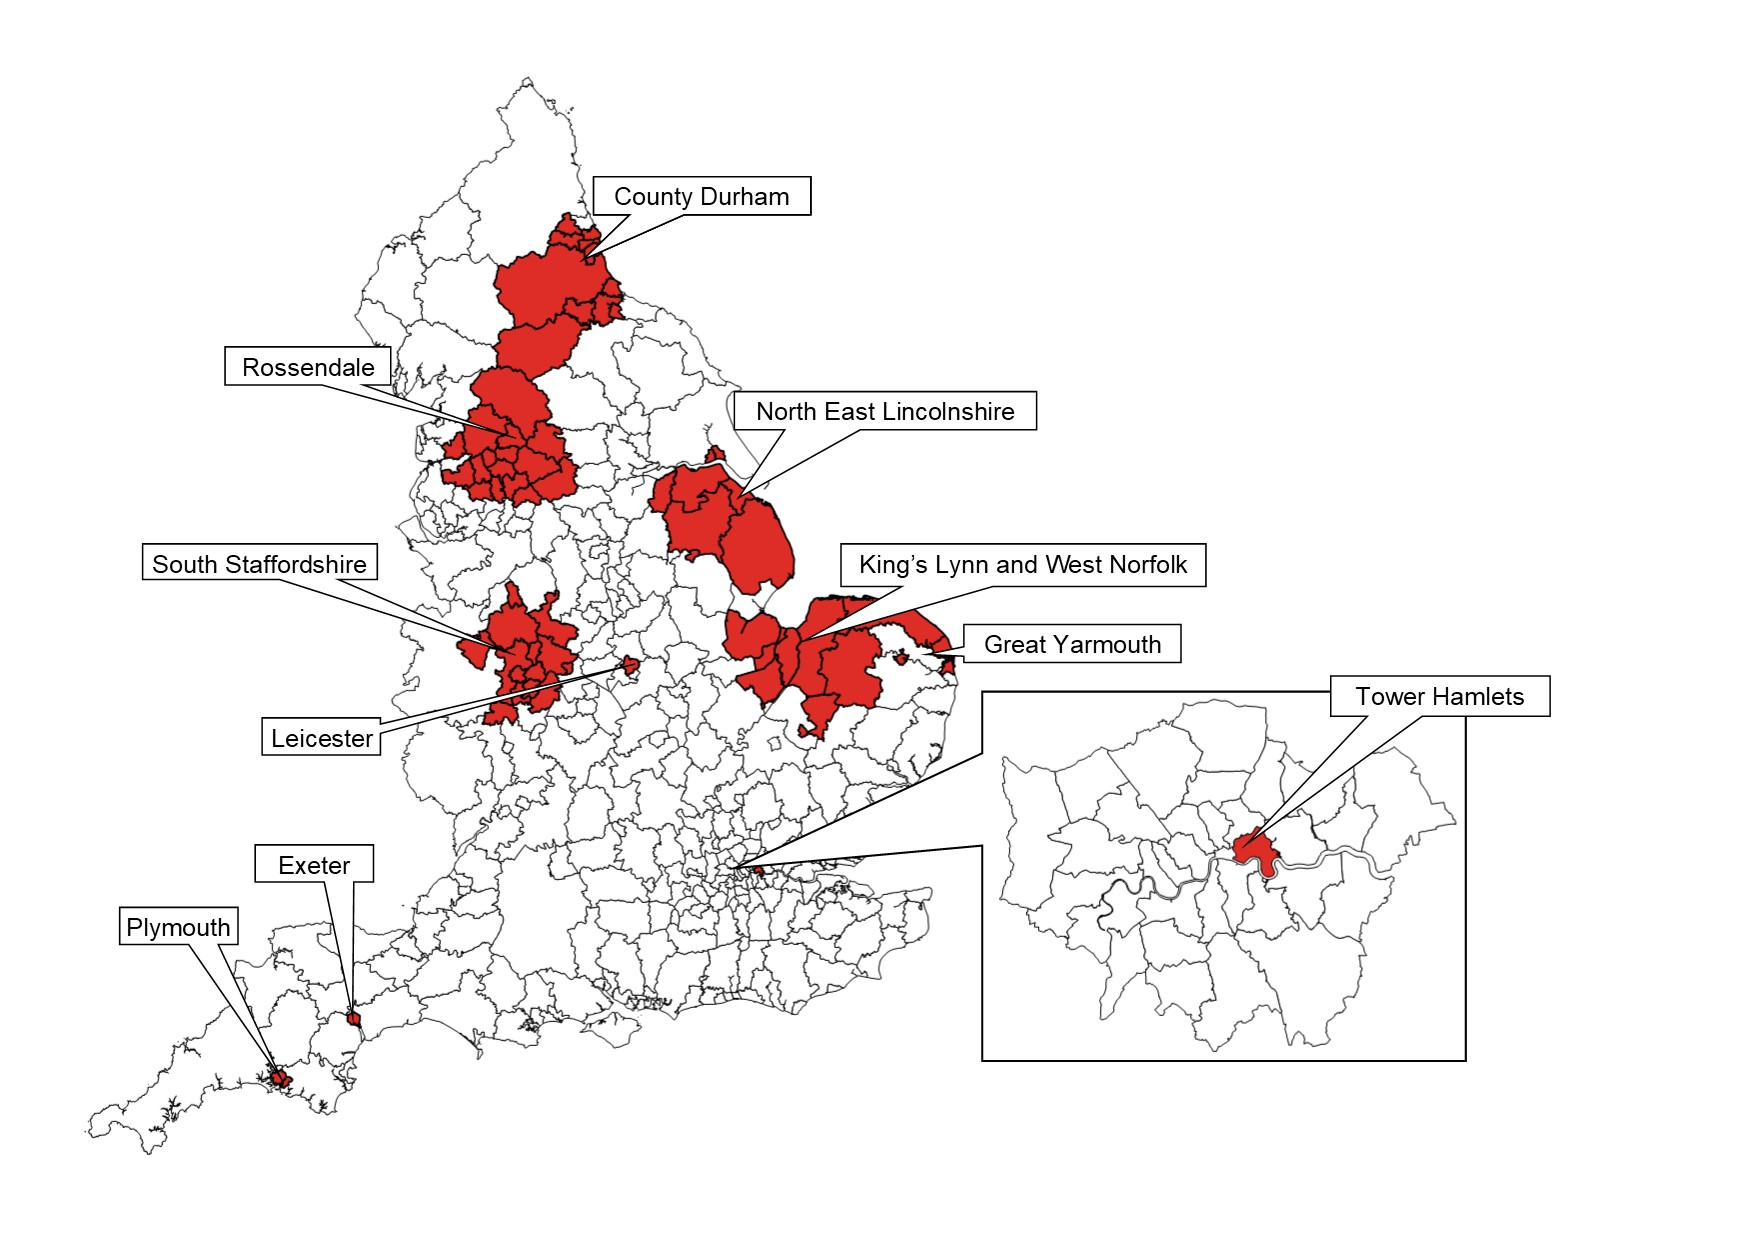 County Durham
Rossendale
North East Lincolnshire
South Staffordshire
King’s Lynn and West Norfolk
Great Yarmouth
Tower Hamlets
Leicester
Exeter
Plymouth